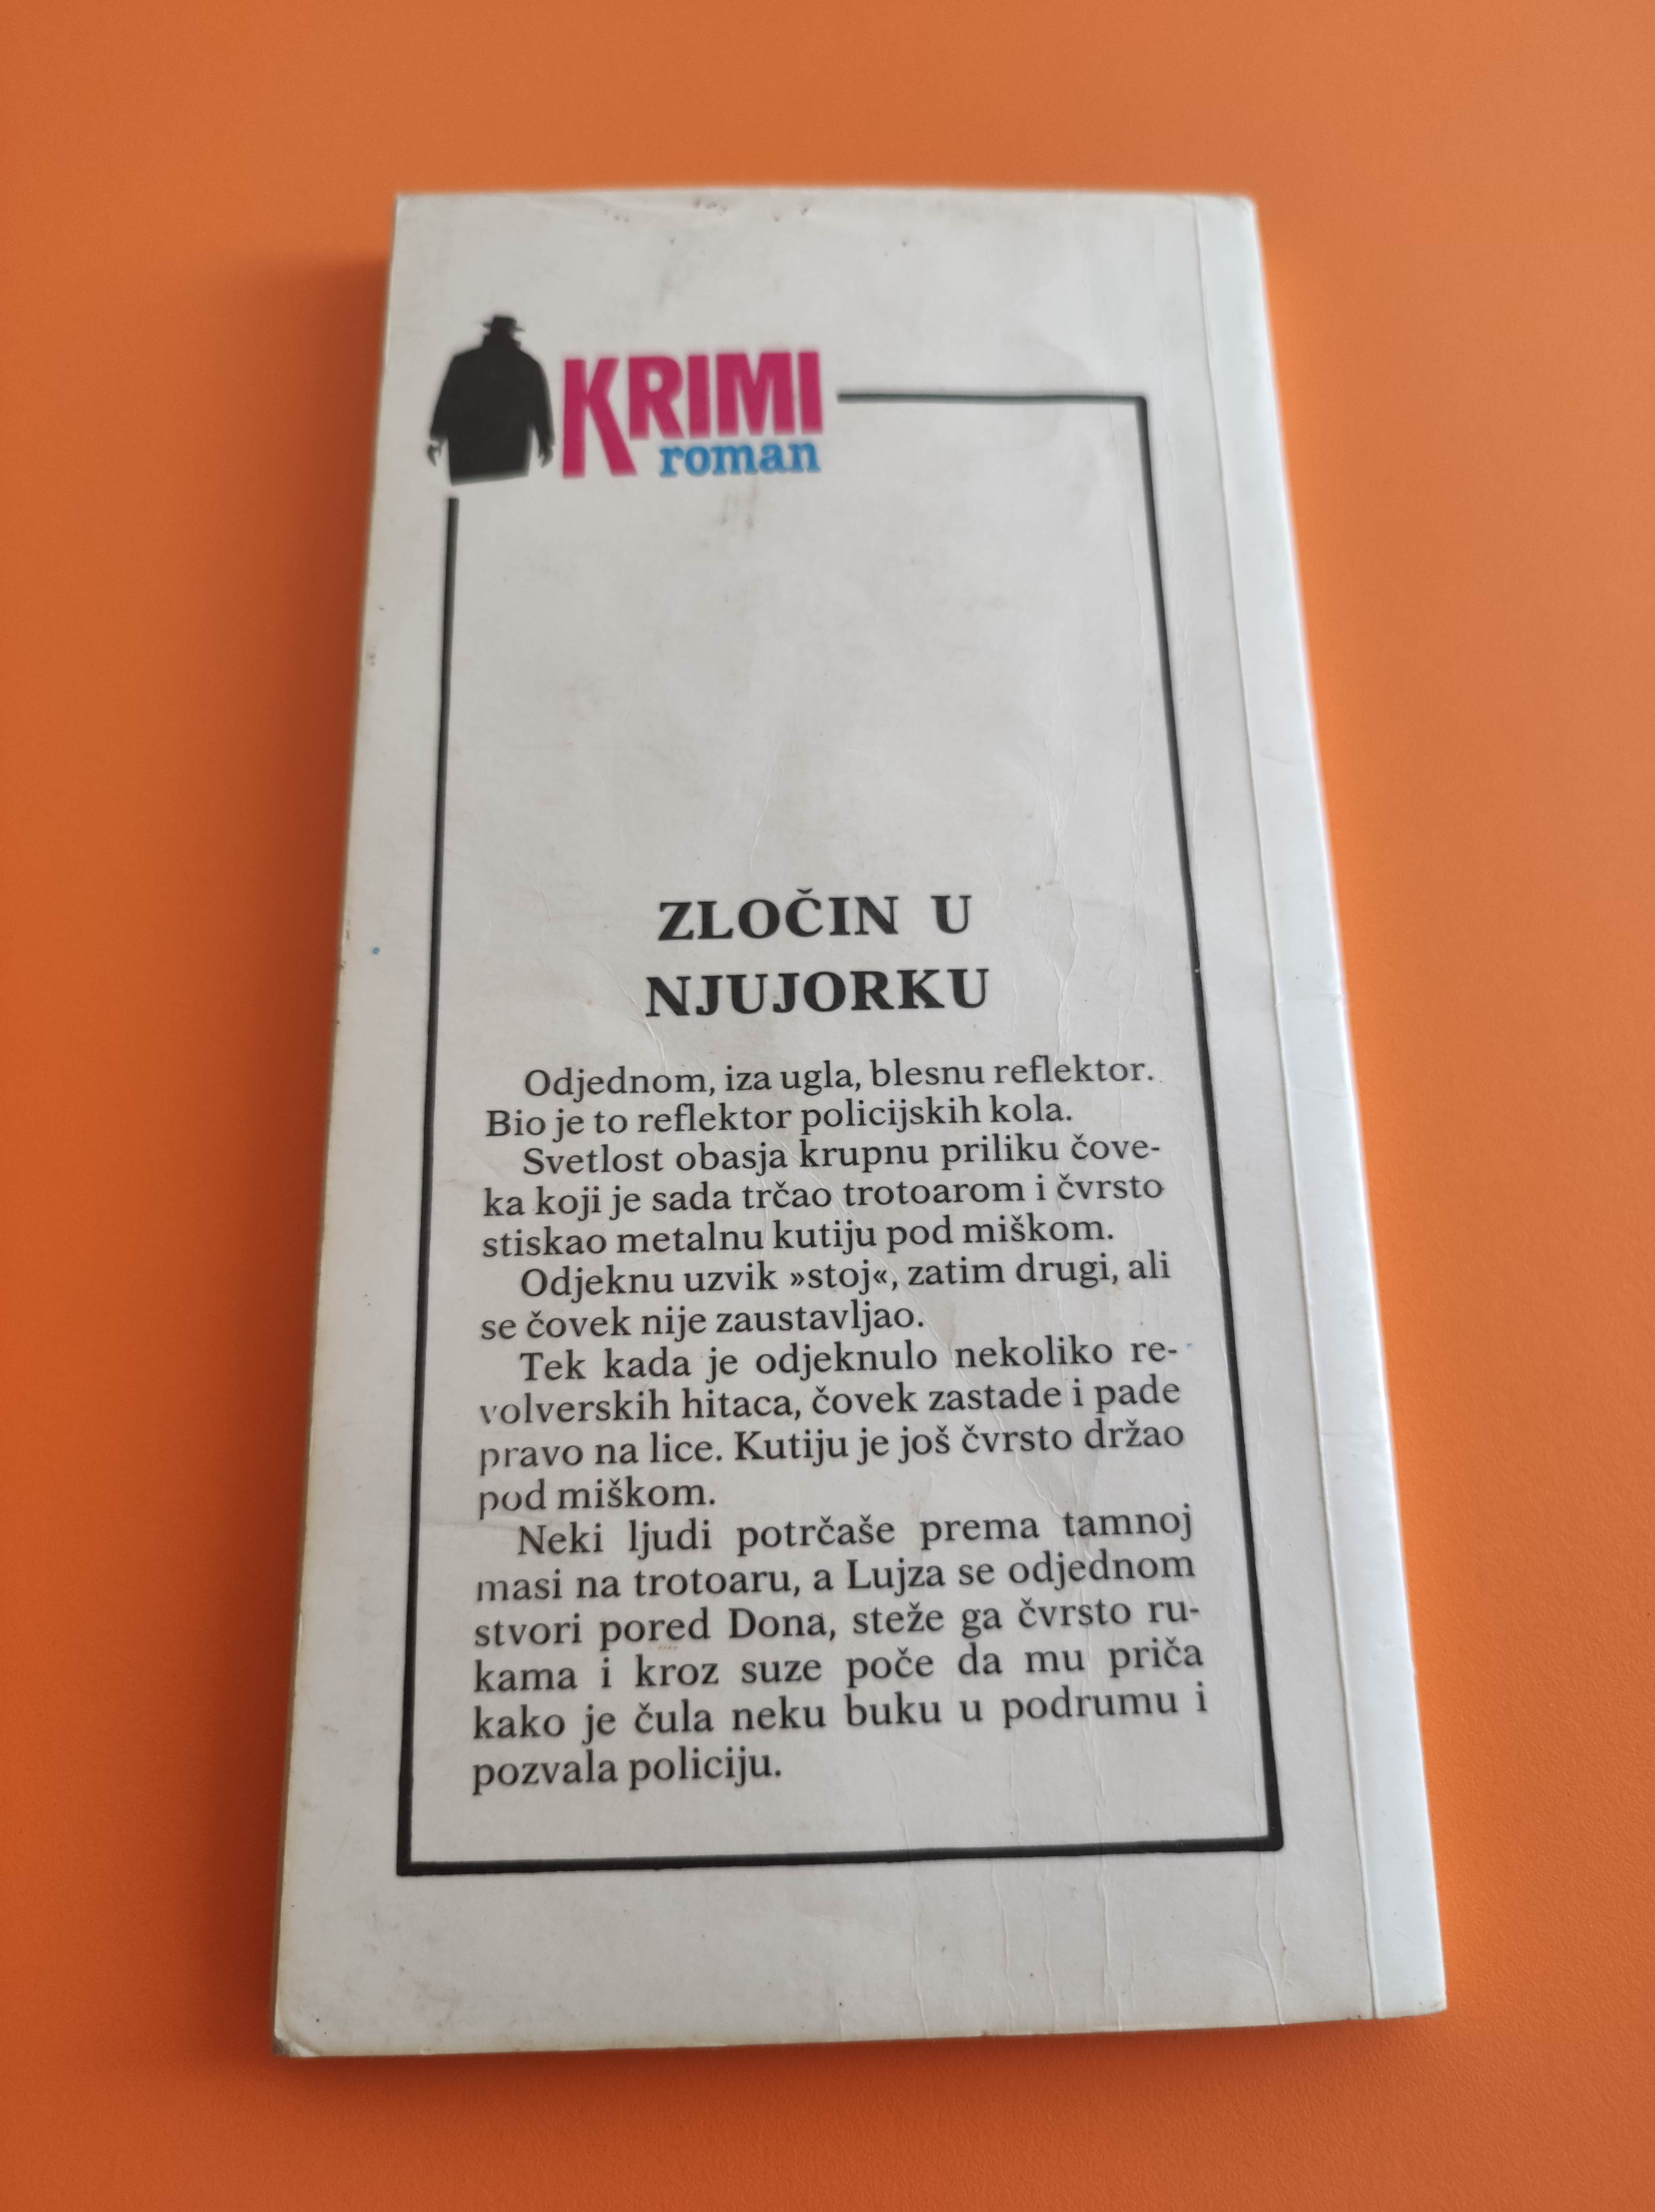 KRIMI
roman
ZLOČIN U
NJUJORKU
Odjednom, iza ugla, blesnu reflektor.
Bio je to reflektor policijskih kola.
Svetlost obasja krupnu priliku čove-
ka koji je sada trčao trotoarom i čvrsto
stiskao metalnu kutiju pod miškom.
Odjeknu uzvik »stoj«, zatim drugi, ali
se čovek nije zaustavljao.
Tek kada je odjeknulo nekoliko re-
volverskih hitaca, čovek zastade i pade
pravo na lice. Kutiju je još čvrsto držao
pod miškom.
Neki ljudi potrčaše prema tamnoj
masi na trotoaru, a Lujza se odjednom
stvori pored Dona, steže ga čvrsto ru-
kama i kroz suze poče da mu priča
kako je čula neku buku u podrumu i
pozvala policiju.